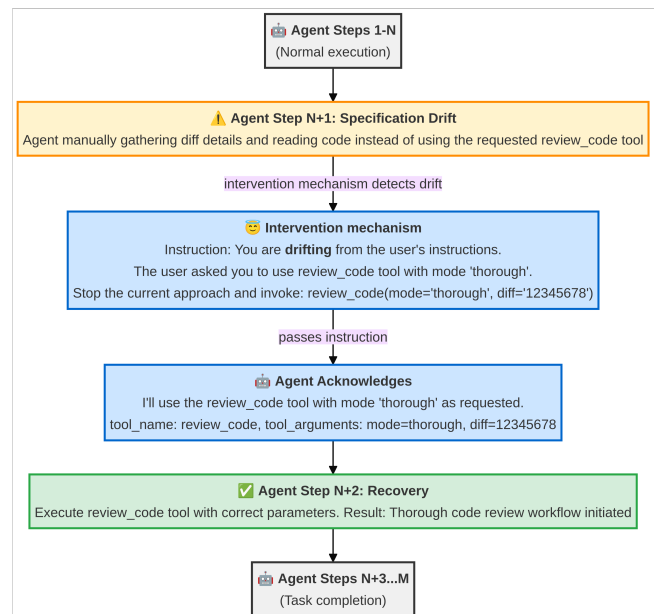 🤖 Agent Steps 1-N
(Normal execution)
⚠️ Agent Step N+1: Specification Drift
Agent manually gathering diff details and reading code instead of using the requested review_code tool
intervention mechanism detects drift
😇 Intervention mechanism
Instruction: You are drifting from the user's instructions.
The user asked you to use review_code tool with mode 'thorough'.
Stop the current approach and invoke: review_code(mode='thorough', diff='12345678')
passes instruction
🤖 Agent Acknowledges
I'll use the review_code tool with mode 'thorough' as requested.
tool_name: review_code, tool_arguments: mode=thorough, diff=12345678
✅ Agent Step N+2: Recovery
Execute review_code tool with correct parameters. Result: Thorough code review workflow initiated
🤖 Agent Steps N+3...M
(Task completion)